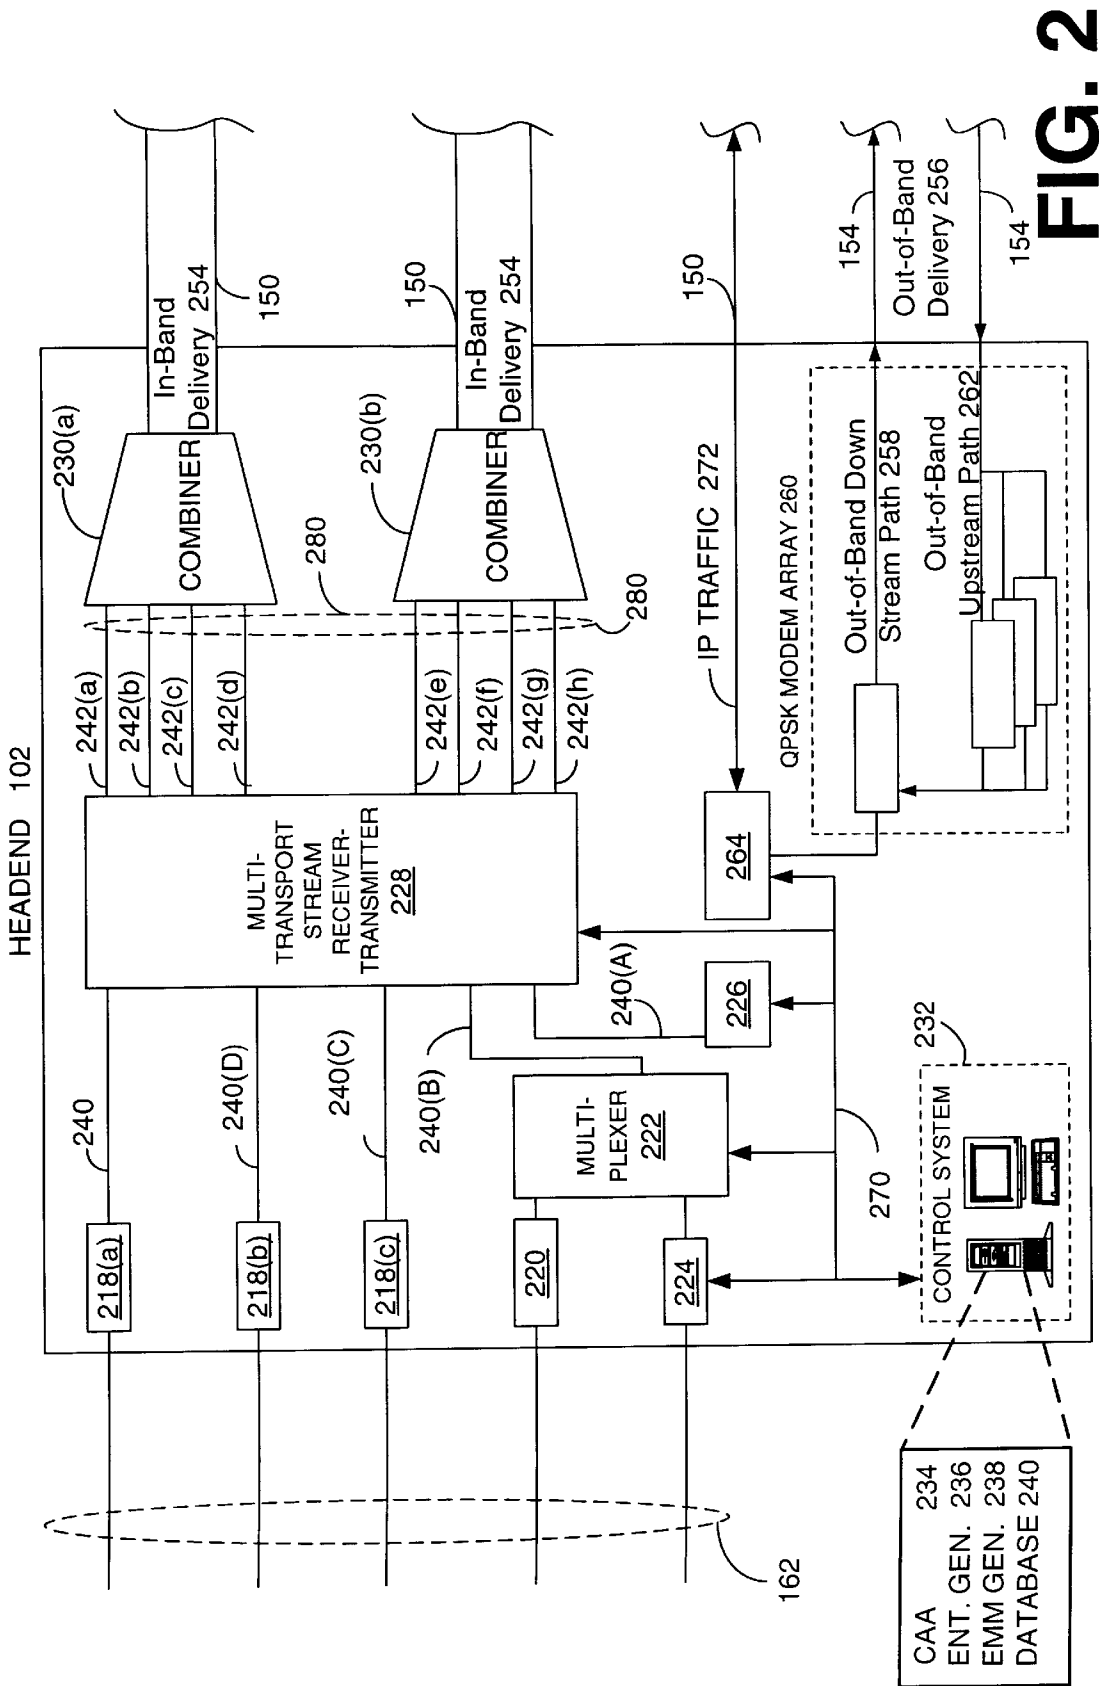 HEADEND 102
230(a)
COMBINER
In-Band
Delivery 254
150
242(a)
242(b)
242(c)
242(d)
280
230(b)
COMBINER
In-Band
Delivery 254
150
242(e)
242(f)
242(g)
242(h)
280
MULTI-
TRANSPORT
STREAM
RECEIVER-
TRANSMITTER
228
240
240(D)
240(C)
240(B)
240(A)
218(a)
218(b)
218(c)
220
224
MULTI-
PLEXER
222
226
264
IP TRAFFIC 272
150
QPSK MODEM ARRAY 260
Out-of-Band Down
Stream Path 258
Out-of-Band
Upstream Path 262
154
Out-of-Band
Delivery 256
154
270
232
CONTROL SYSTEM
162
CAA 234
ENT. GEN. 236
EMM GEN. 238
DATABASE 240
FIG. 2